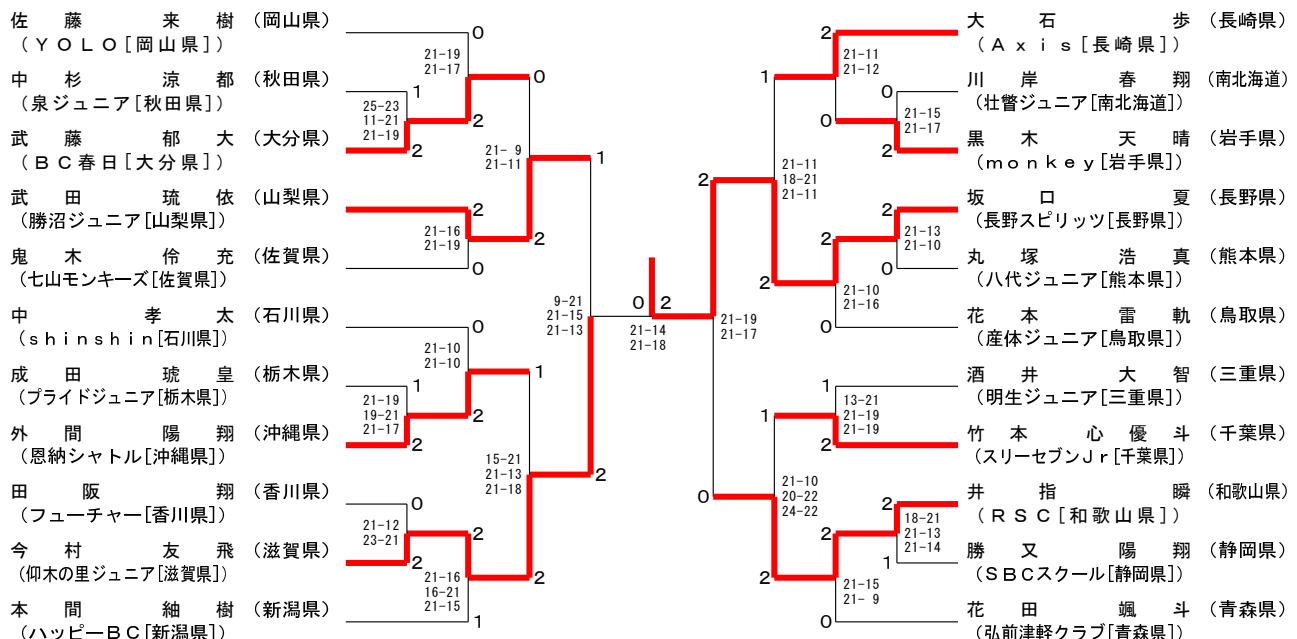 佐藤 来樹 (岡山県)
(YOLO[岡山県])
中杉 涼都 (秋田県)
(泉ジュニア[秋田県])
武藤 郁大 (大分県)
(BC春日[大分県])
武田 琉依 (山梨県)
(勝沼ジュニア[山梨県])
鬼木 伶充 (佐賀県)
(七山モンキーズ[佐賀県])
中 孝太 (石川県)
(shinshin[石川県])
成田 琥皇 (栃木県)
(プライドジュニア[栃木県])
外間 陽翔 (沖縄県)
(恩納シャトル[沖縄県])
田阪 翔 (香川県)
(フューチャー[香川県])
今村 友飛 (滋賀県)
(仰木の里ジュニア[滋賀県])
本間 紬樹 (新潟県)
(ハッピーBC[新潟県])
0
21-19
21-17
2
1
25-23
11-21
21-19
2
0
21- 9
21-11
2
2
21-16
21-19
0
1
9-21
21-15
21-13
2
0
21-10
21-10
2
1
21-19
19-21
21-17
2
1
15-21
21-13
21-18
2
0
21-12
23-21
2
2
21-16
16-21
21-15
1
0 2
21-14
21-18
2
21-19
21-17
0
1
21-11
18-21
21-11
2
2
21-11
21-12
0
0
21-15
21-17
2
2
21-13
21-10
0
2
21-10
21-16
0
1
13-21
21-19
21-19
2
1
21-10
20-22
24-22
2
2
18-21
21-13
21-14
1
2
21-15
21- 9
0
大石 歩 (長崎県)
(Axis[長崎県])
川岸 春翔 (南北海道)
(壮瞥ジュニア[南北海道])
黒木 天晴 (岩手県)
(monkey[岩手県])
坂口 夏 (長野県)
(長野スピリッツ[長野県])
丸塚 浩真 (熊本県)
(八代ジュニア[熊本県])
花本 雷軌 (鳥取県)
(産体ジュニア[鳥取県])
酒井 大智 (三重県)
(明生ジュニア[三重県])
竹本 心優斗 (千葉県)
(スリーセブンJr[千葉県])
井指 瞬 (和歌山県)
(RSC[和歌山県])
勝又 陽翔 (静岡県)
(SBCスクール[静岡県])
花田 颯斗 (青森県)
(弘前津軽クラブ[青森県])